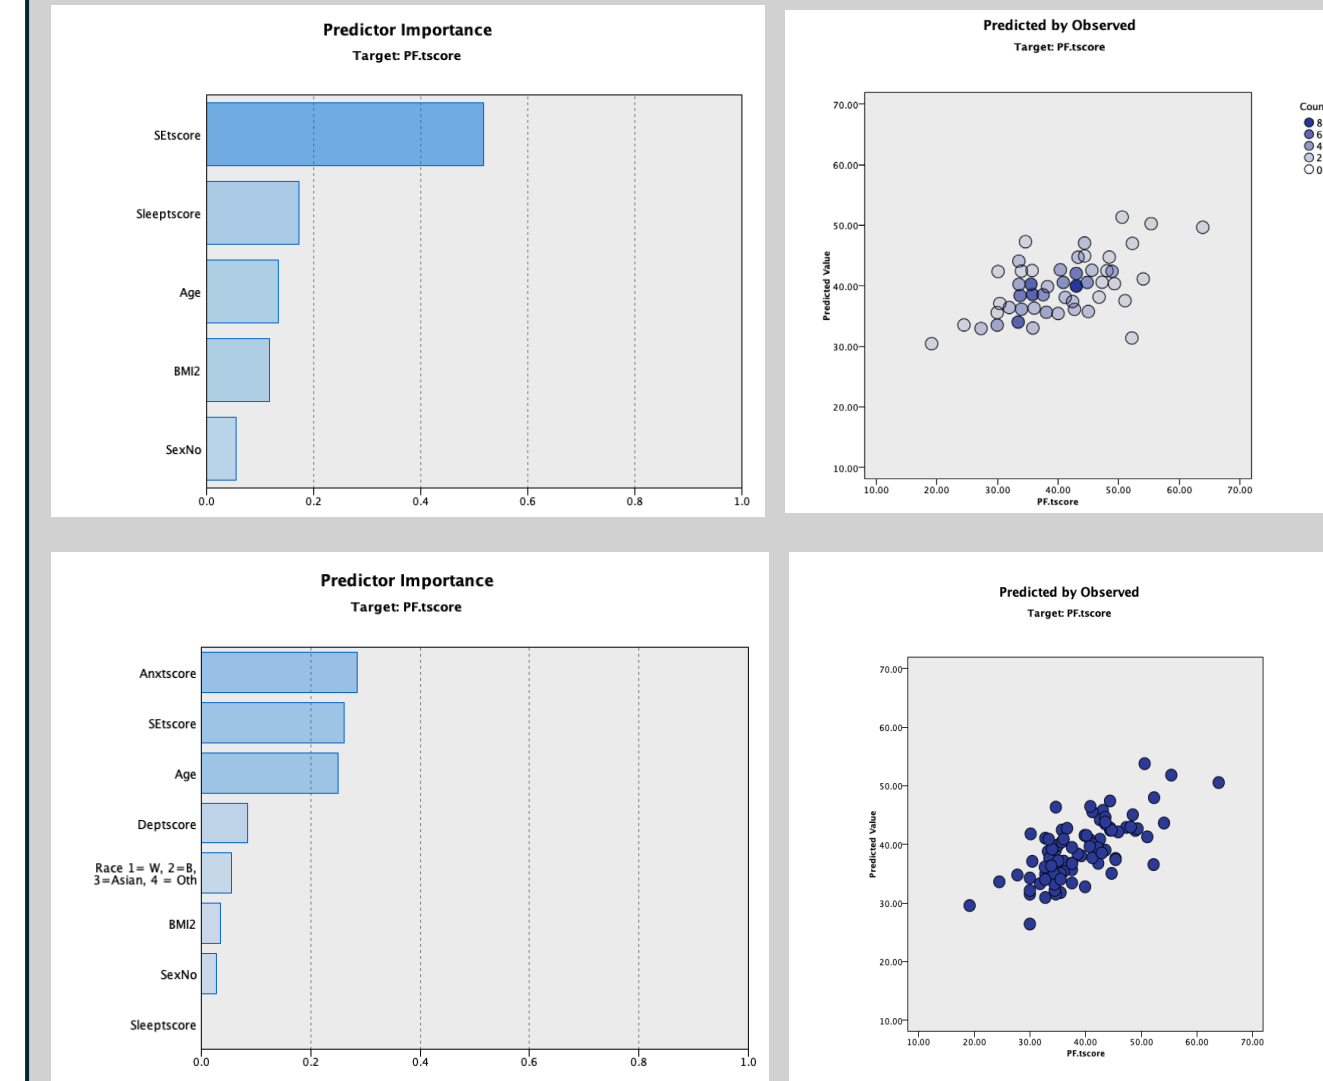 Predictor Importance
Target: PF.tscore
SEtscore
Sleeptscore
Age
BMI2
SexNo
0.0 0.2 0.4 0.6 0.8 1.0
Predicted by Observed
Target: PF.tscore
70.00
60.00
50.00
40.00
30.00
20.00
10.00
Predicted Value
10.00 20.00 30.00 40.00 50.00 60.00 70.00
PF.tscore
Coun
8
6
4
2
0
Predictor Importance
Target: PF.tscore
Anxtscore
SEtscore
Age
Deptscore
Race 1= W, 2=B,
3=Asian, 4 = Oth
BMI2
SexNo
Sleeptscore
0.0 0.2 0.4 0.6 0.8 1.0
Predicted by Observed
Target: PF.tscore
70.00
60.00
50.00
40.00
30.00
20.00
10.00
Predicted Value
10.00 20.00 30.00 40.00 50.00 60.00 70.00
PF.tscore